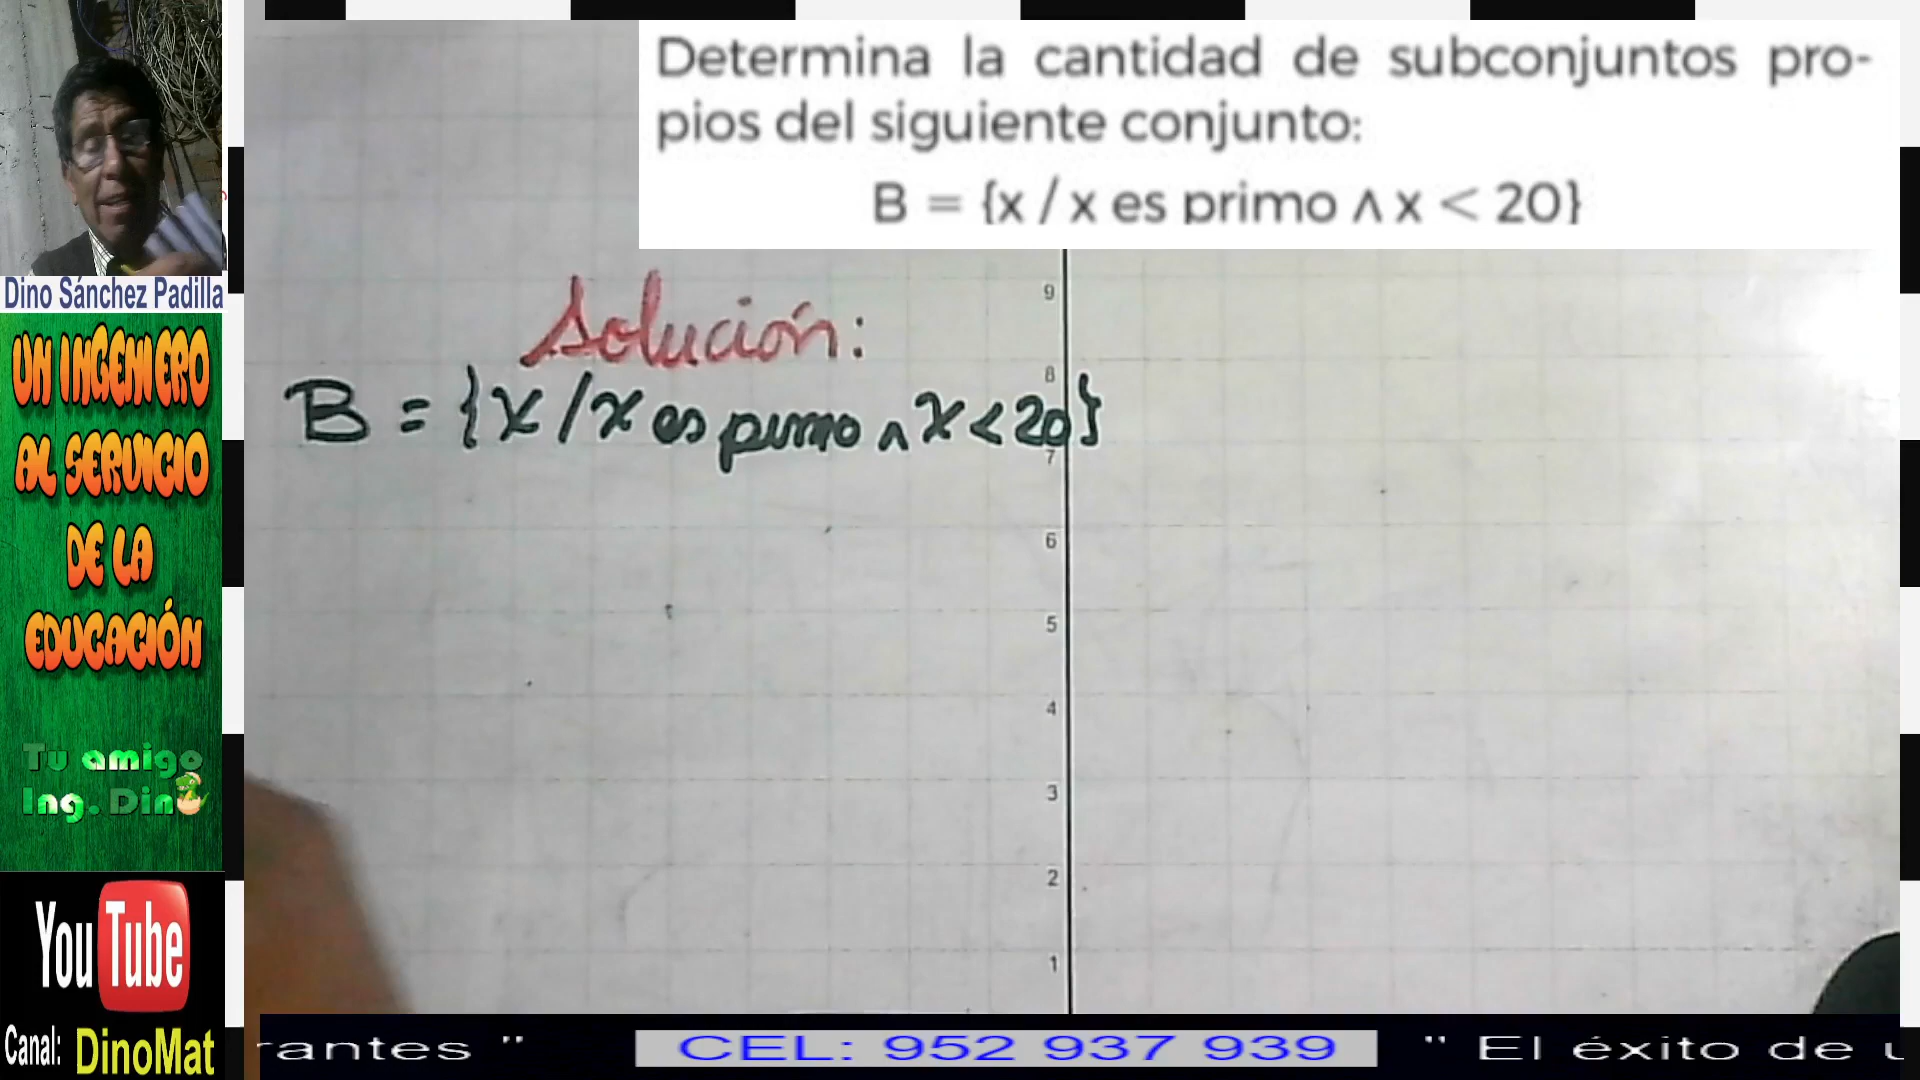 Determina la cantidad de subconjuntos pro-
pios del siguiente conjunto:
B = {x / x es primo ∧ x < 20}
Dino Sánchez Padilla
UN INGENIERO
AL SERVICIO
DE LA
EDUCACIÓN
Tu amigo
Ing. Dino
YouTube
Canal: DinoMat
Solución:
B = {x / x es primo ∧ x < 20}
9
8
7
6
5
4
3
2
1
rantes " CEL: 952 937 939 " El éxito de u